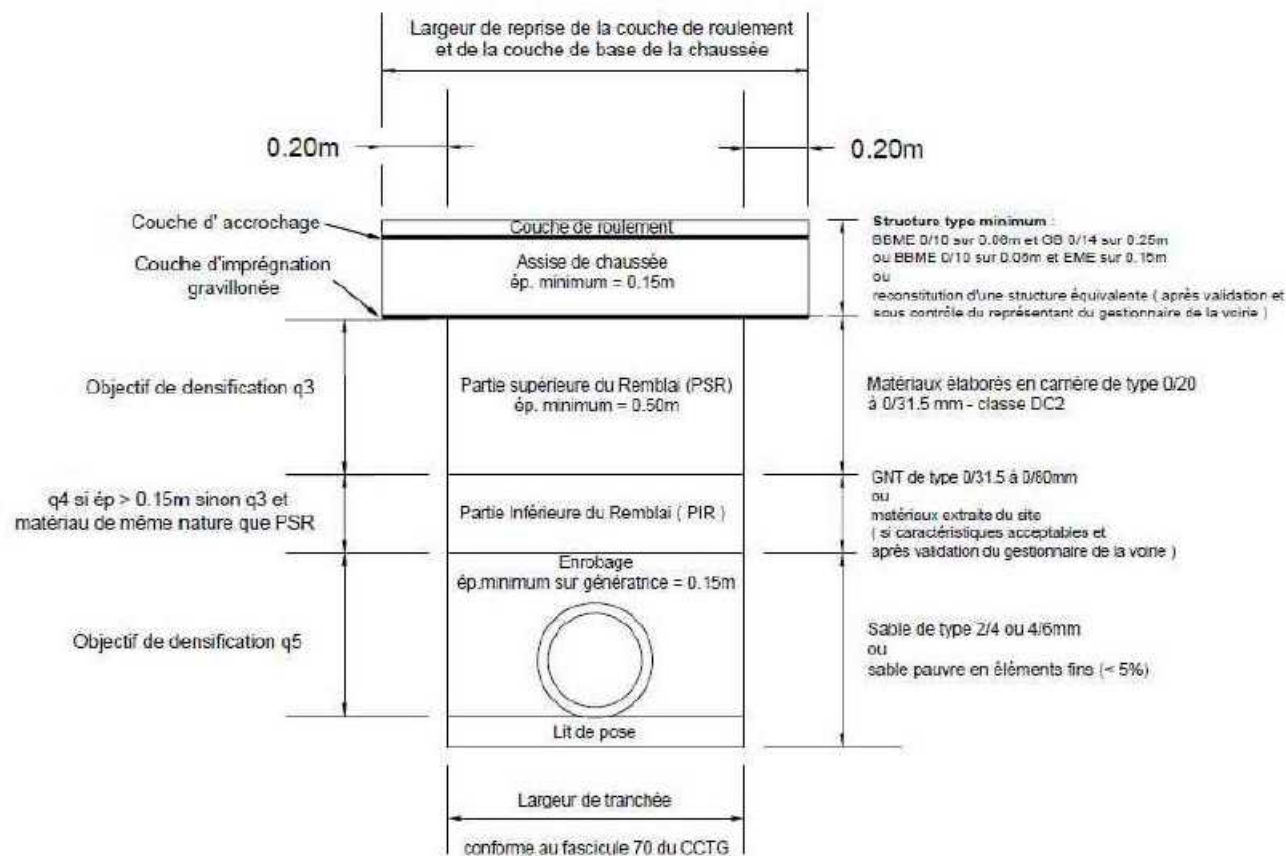 Largeur de reprise de la couche de roulement
et de la couche de base de la chaussée
0.20m
0.20m
Couche d' accrochage
Couche de roulement
Couche d'imprégnation
gravillonée
Assise de chaussée
ép. minimum = 0.15m
Structure type minimum :
BBME 0/10 sur 0.06m et GB 0/14 sur 0.25m
ou BBME 0/10 sur 0.06m et EME sur 0.15m
ou
reconstitution d'une structure équivalente ( après validation et
sous contrôle du représentant du gestionnaire de la voirie )
Objectif de densification q3
Partie supérieure du Remblai (PSR)
ép. minimum = 0.50m
Matériaux élaborés en carrière de type 0/20
à 0/31.5 mm - classe DC2
q4 si ép > 0.15m sinon q3 et
matériau de même nature que PSR
Partie Inférieure du Remblai ( PIR )
GNT de type 0/31.5 à 0/80mm
ou
matériaux extraits du site
( si caractéristiques acceptables et
après validation du gestionnaire de la voirie )
Enrobage
ép.minimum sur génératrice = 0.15m
Objectif de densification q5
Sable de type 2/4 ou 4/6mm
ou
sable pauvre en éléments fins (< 5%)
Lit de pose
Largeur de tranchée
conforme au fascicule 70 du CCTG